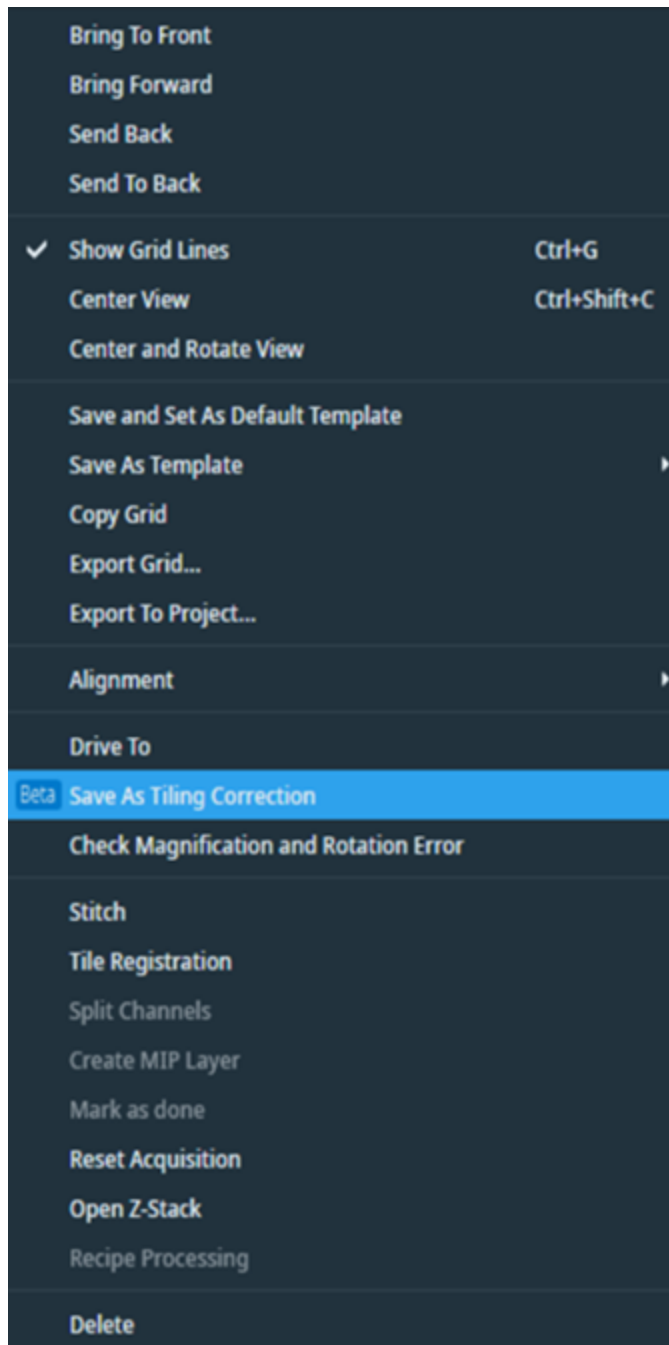 Bring To Front
Bring Forward
Send Back
Send To Back
Show Grid Lines Ctrl+G
Center View Ctrl+Shift+C
Center and Rotate View
Save and Set As Default Template
Save As Template
Copy Grid
Export Grid...
Export To Project...
Alignment
Drive To
Beta Save As Tiling Correction
Check Magnification and Rotation Error
Stitch
Tile Registration
Split Channels
Create MIP Layer
Mark as done
Reset Acquisition
Open Z-Stack
Recipe Processing
Delete